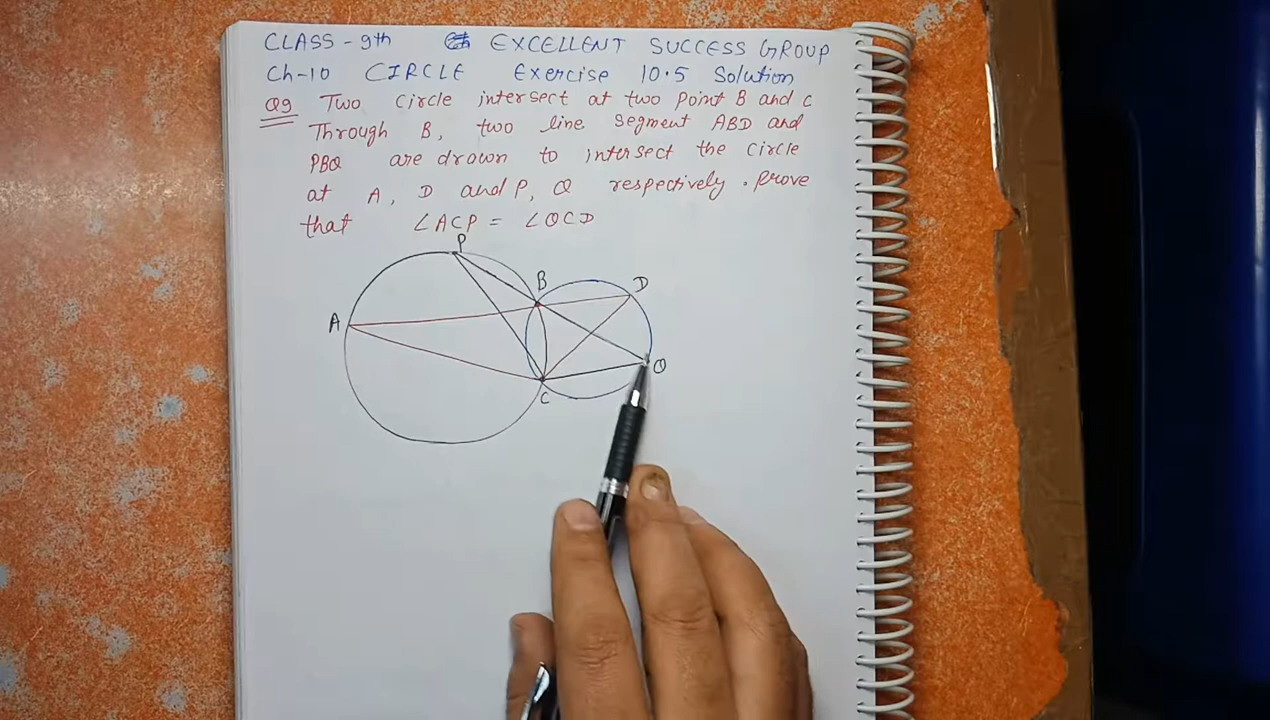 CLASS - 9th EXCELLENT SUCCESS GROUP
Ch-10 CIRCLE Exercise 10.5 Solution
Q9 Two Circle intersect at two Point B and C
Through B, two line segment ABD and
PBQ are drown to intersect the circle
at A, D and P, Q respectively. Prove
that ∠ACP = ∠QCD
P
B
D
A
Q
C